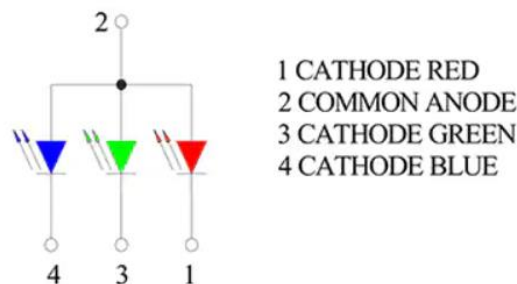 2
1 CATHODE RED
2 COMMON ANODE
3 CATHODE GREEN
4 CATHODE BLUE
4 3 1